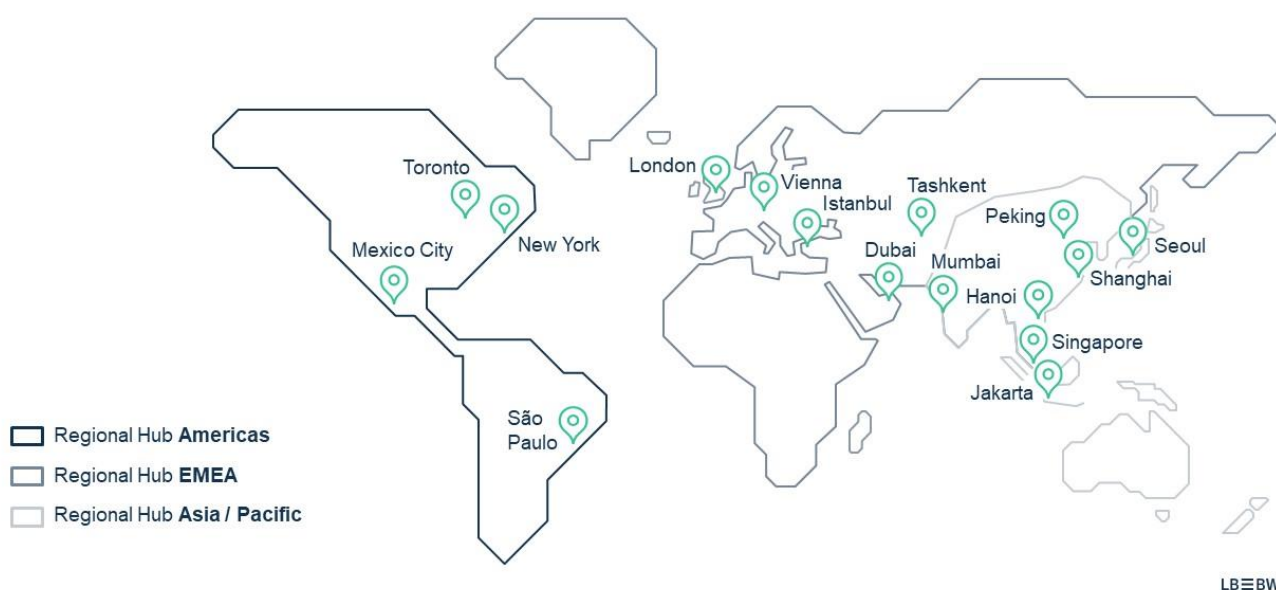 Toronto
New York
Mexico City
São
Paulo
London
Vienna
Istanbul
Tashkent
Dubai
Mumbai
Peking
Seoul
Shanghai
Hanoi
Singapore
Jakarta
Regional Hub Americas
Regional Hub EMEA
Regional Hub Asia / Pacific
LB≡BW